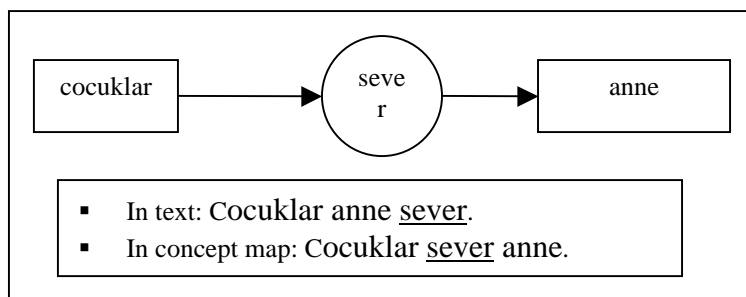 cocuklar
seve
r
anne
▪ In text: Cocuklar anne sever.
▪ In concept map: Cocuklar sever anne.